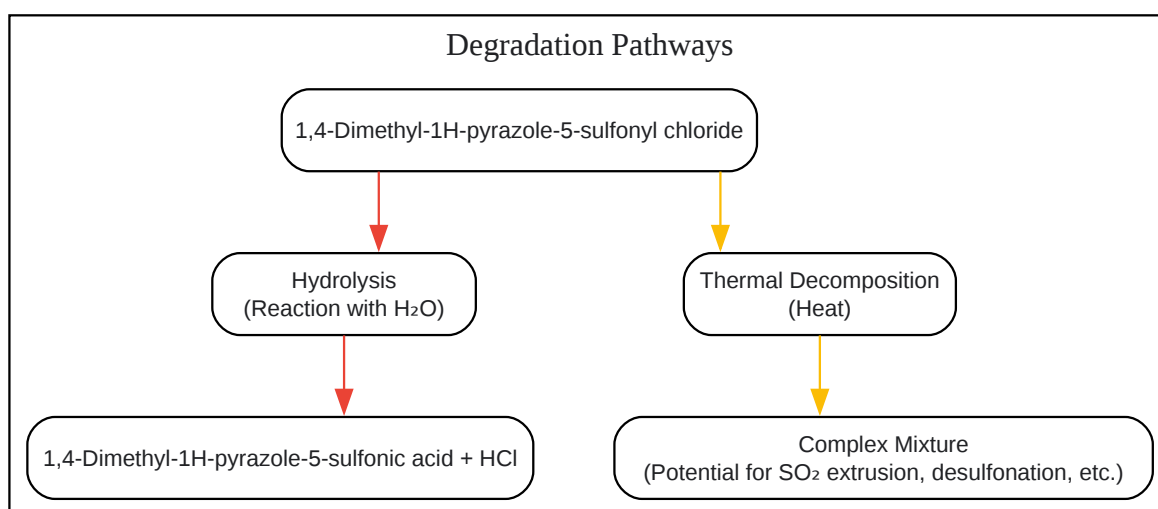 Degradation Pathways
1,4-Dimethyl-1H-pyrazole-5-sulfonyl chloride
Hydrolysis
(Reaction with H₂O)
Thermal Decomposition
(Heat)
1,4-Dimethyl-1H-pyrazole-5-sulfonic acid + HCl
Complex Mixture
(Potential for SO₂ extrusion, desulfonation, etc.)